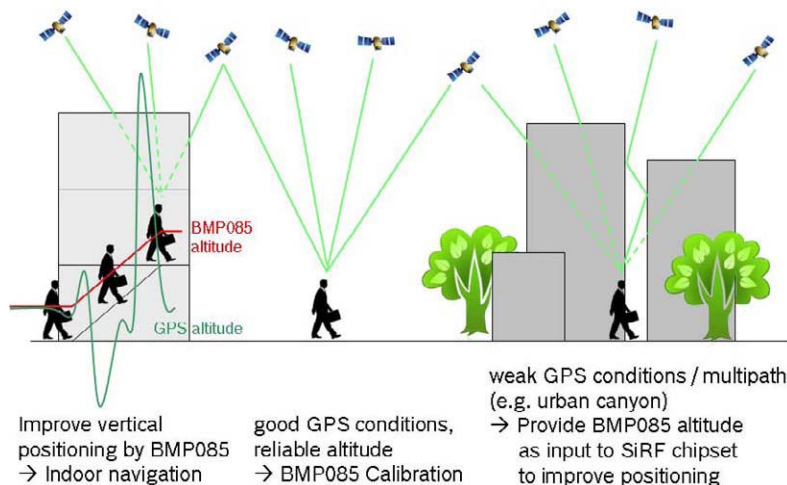 BMP085
altitude
GPS altitude
Improve vertical
positioning by BMP085
→ Indoor navigation
good GPS conditions,
reliable altitude
→ BMP085 Calibration
weak GPS conditions / multipath
(e.g. urban canyon)
→ Provide BMP085 altitude
as input to SiRF chipset
to improve positioning